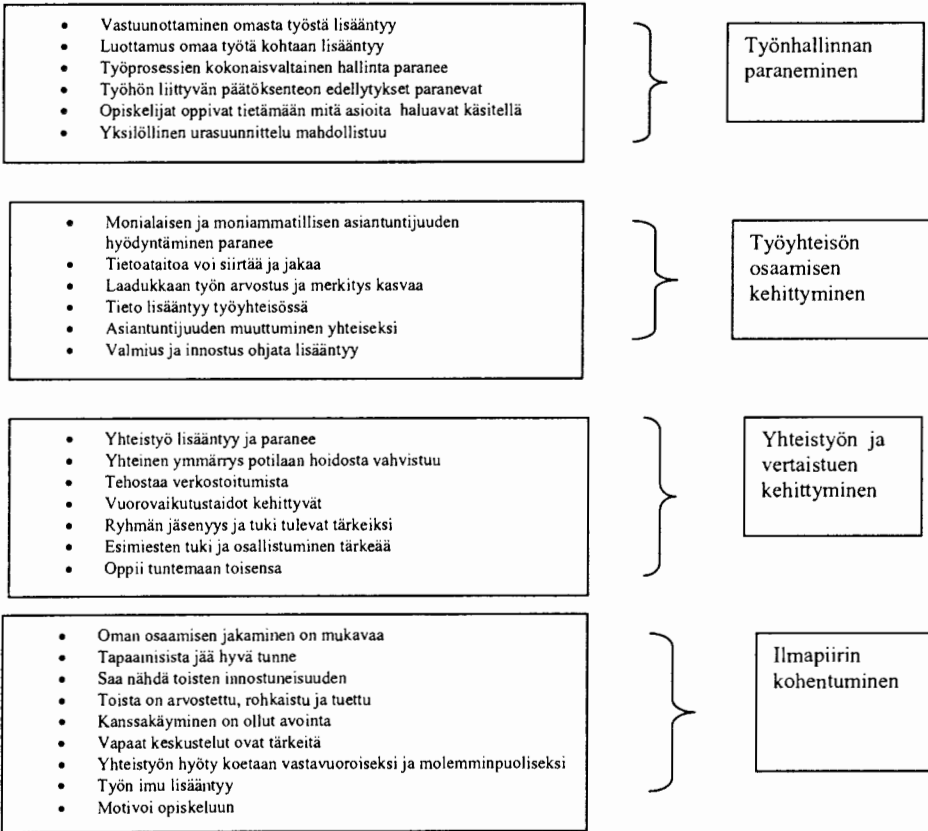 • Vastuunottaminen omasta työstä lisääntyy
• Luottamus omaa työtä kohtaan lisääntyy
• Työprosessien kokonaisvaltainen hallinta paranee
• Työhön liittyvän päätöksenteon edellytykset paranevat
• Opiskelijat oppivat tietämään mitä asioita haluavat käsitellä
• Yksilöllinen urasuunnittelu mahdollistuu
Työnhallinnan
paraneminen
• Monialaisen ja moniammatillisen asiantuntijuuden
hyödyntäminen paranee
• Tietoataitoa voi siirtää ja jakaa
• Laadukkaan työn arvostus ja merkitys kasvaa
• Tieto lisääntyy työyhteisössä
• Asiantuntijuuden muuttuminen yhteiseksi
• Valmius ja innostus ohjata lisääntyy
Työyhteisön
osaamisen
kehittyminen
• Yhteistyö lisääntyy ja paranee
• Yhteinen ymmärrys potilaan hoidosta vahvistuu
• Tehostaa verkostoitumista
• Vuorovaikutustaidot kehittyvät
• Ryhmän jäsenyys ja tuki tulevat tärkeiksi
• Esimiesten tuki ja osallistuminen tärkeää
• Oppii tuntemaan toisensa
Yhteistyön ja
vertaistuen
kehittyminen
• Oman osaamisen jakaminen on mukavaa
• Tapaamisista jää hyvä tunne
• Saa nähdä toisten innostuneisuuden
• Toista on arvostettu, rohkaistu ja tuettu
• Kanssakäyminen on ollut avointa
• Vapaat keskustelut ovat tärkeitä
• Yhteistyön hyöty koetaan vastavuoroiseksi ja molemminpuoliseksi
• Työn imu lisääntyy
• Motivoi opiskeluun
Ilmapiirin
kohentuminen